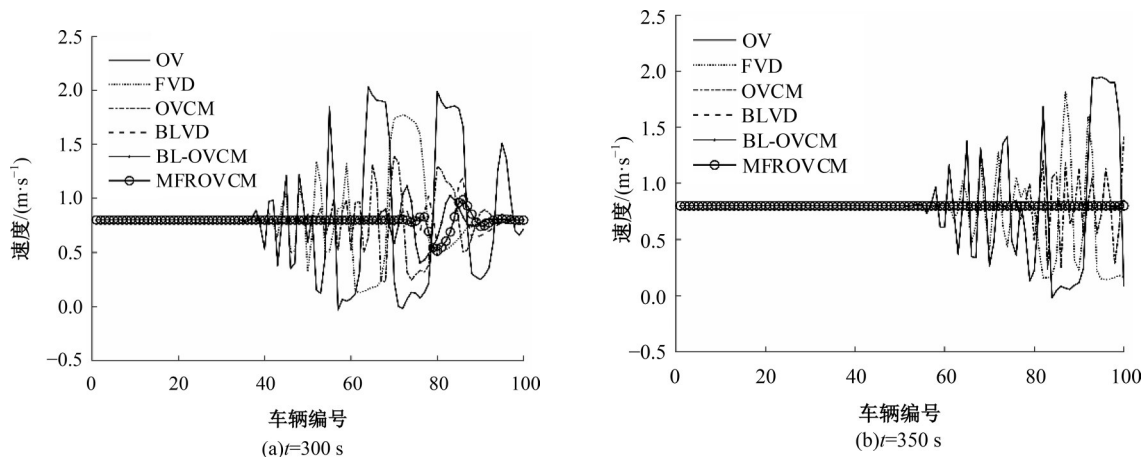 2.5
2.0
1.5
1.0
0.5
0.0
−0.5
速度/(m·s⁻¹)
OV
FVD
OVCM
BLVD
BL-OVCM
MFROVCM
0 20 40 60 80 100
车辆编号
(a)t=300 s
2.5
2.0
1.5
1.0
0.5
0.0
−0.5
速度/(m·s⁻¹)
OV
FVD
OVCM
BLVD
BL-OVCM
MFROVCM
0 20 40 60 80 100
车辆编号
(b)t=350 s